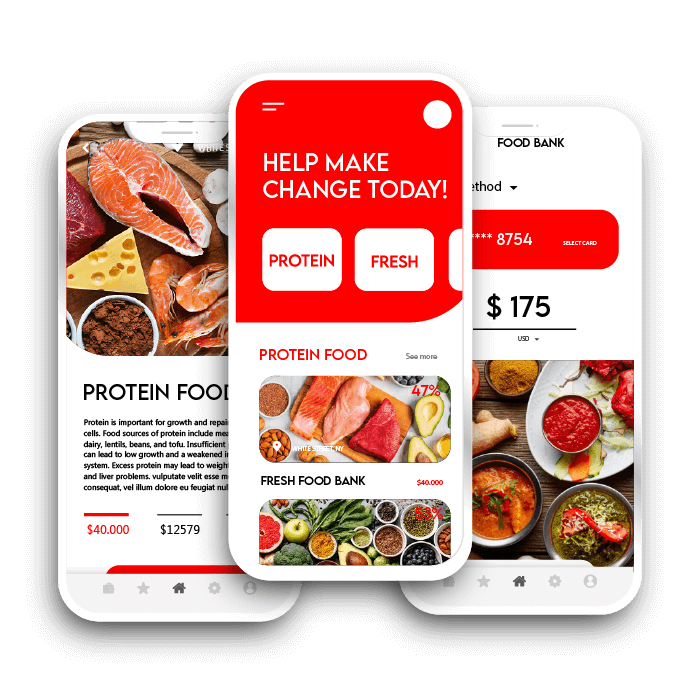 WHITE S
PROTEIN FOOD
Protein is important for growth and repair
cells. Food sources of protein include mea
dairy, lentils, beans, and tofu. Insufficient
can lead to low growth and a weakened i
system. Excess protein may lead to weight
and liver problems. vulputate velit esse m
consequat, vel illum dolore eu feugiat nul
$40.000 $12579
HELP MAKE
CHANGE TODAY!
PROTEIN FRESH
PROTEIN FOOD See more
47%
WHITE STREET, NY
FRESH FOOD BANK $40.000
53%
FOOD BANK
ethod
**** 8754 SELECT CARD
$ 175
USD